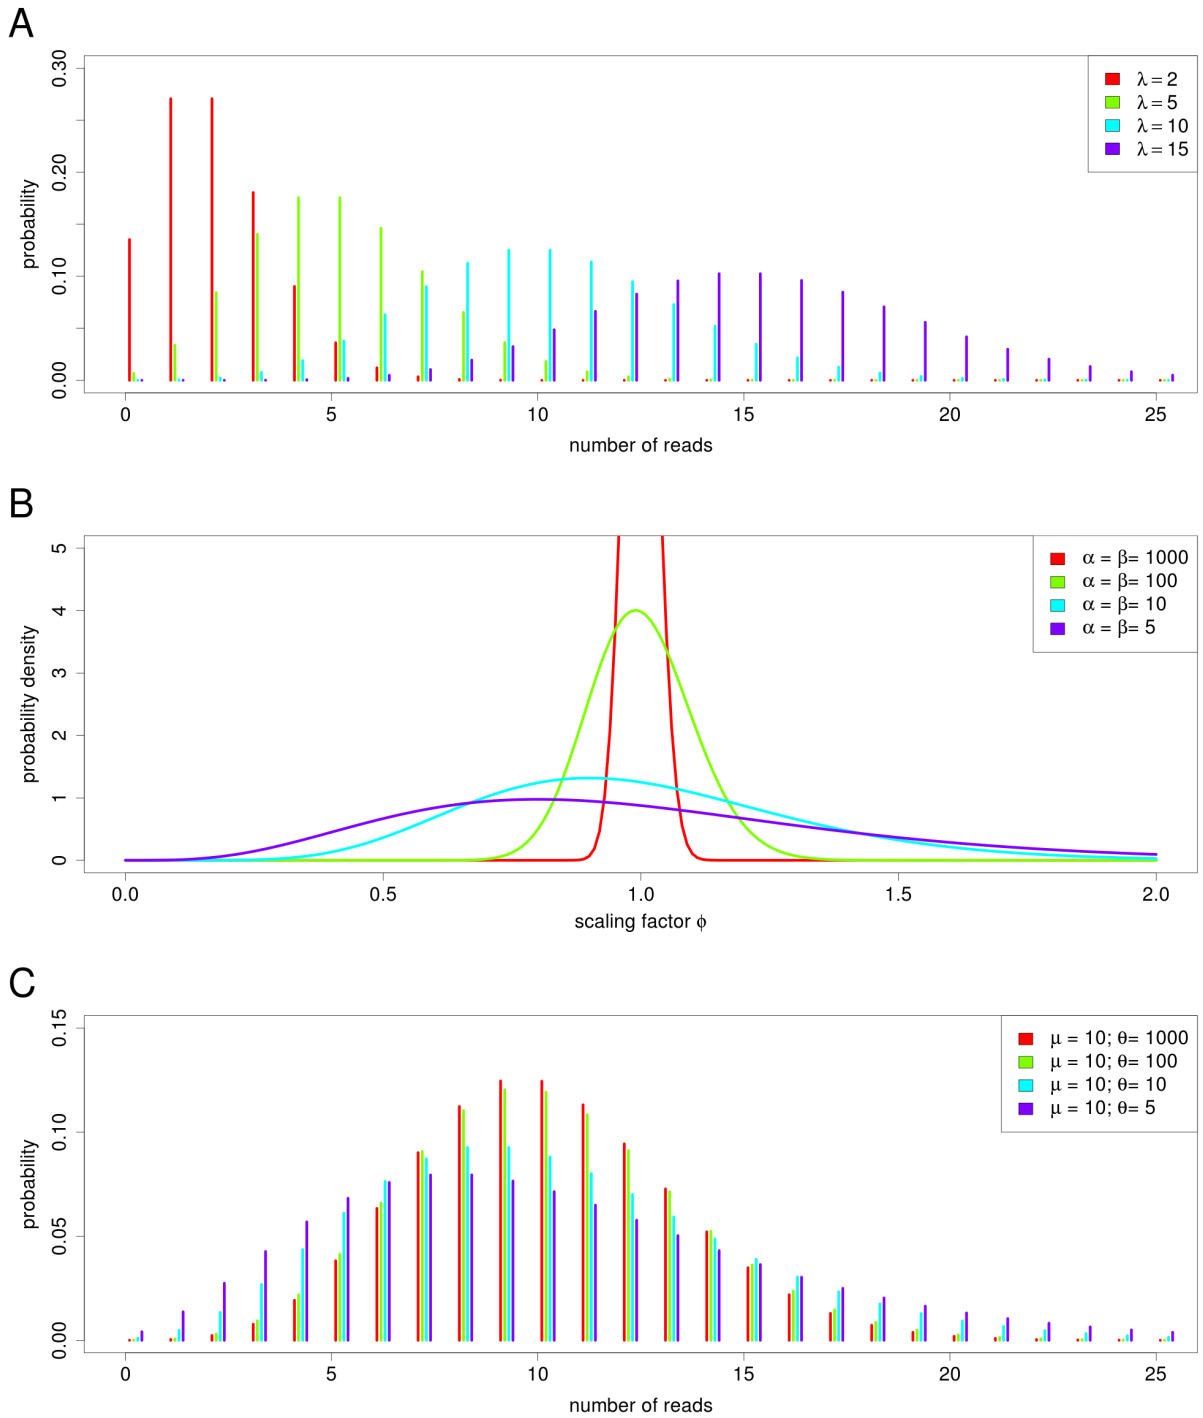 A
0.30
0.20
0.10
0.00
probability
λ = 2
λ = 5
λ = 10
λ = 15
0 5 10 15 20 25
number of reads
B
5
4
3
2
1
0
probability density
α = β= 1000
α = β= 100
α = β= 10
α = β= 5
0.0 0.5 1.0 1.5 2.0
scaling factor ϕ
C
0.15
0.10
0.05
0.00
probability
μ = 10; θ= 1000
μ = 10; θ= 100
μ = 10; θ= 10
μ = 10; θ= 5
0 5 10 15 20 25
number of reads